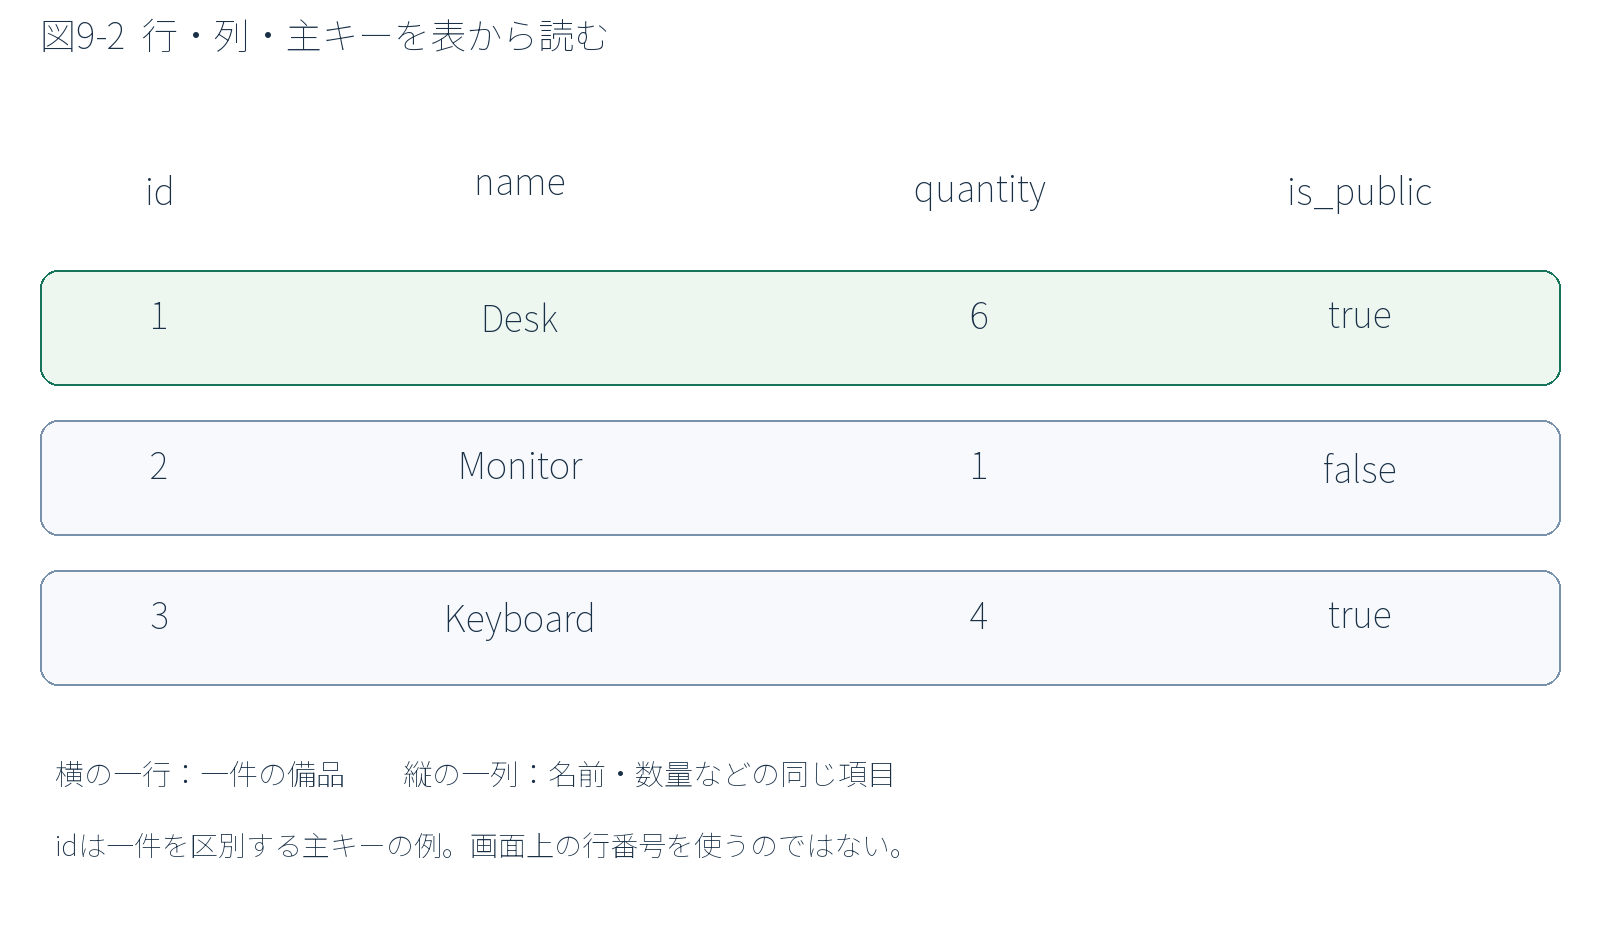 図9-2 行・列・主キーを表から読む
id name quantity is_public
1 Desk 6 true
2 Monitor 1 false
3 Keyboard 4 true
横の一行：一件の備品　　縦の一列：名前・数量などの同じ項目
idは一件を区別する主キーの例。画面上の行番号を使うのではない。